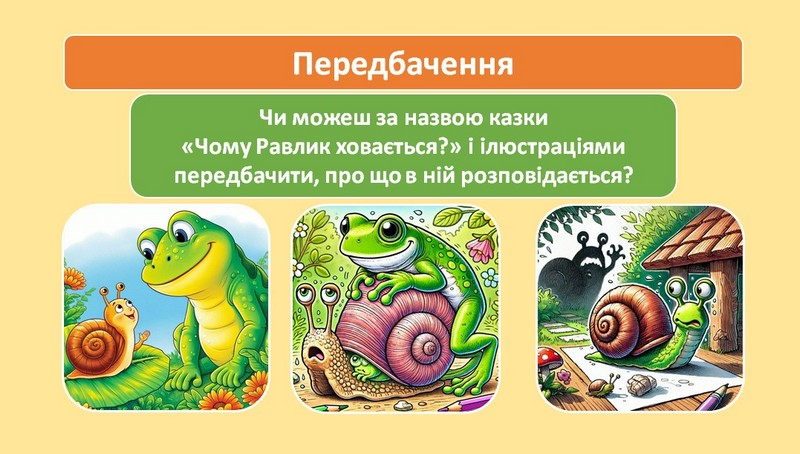 Передбачення
Чи можеш за назвою казки
«Чому Равлик ховається?» і ілюстраціями
передбачити, про що в ній розповідається?